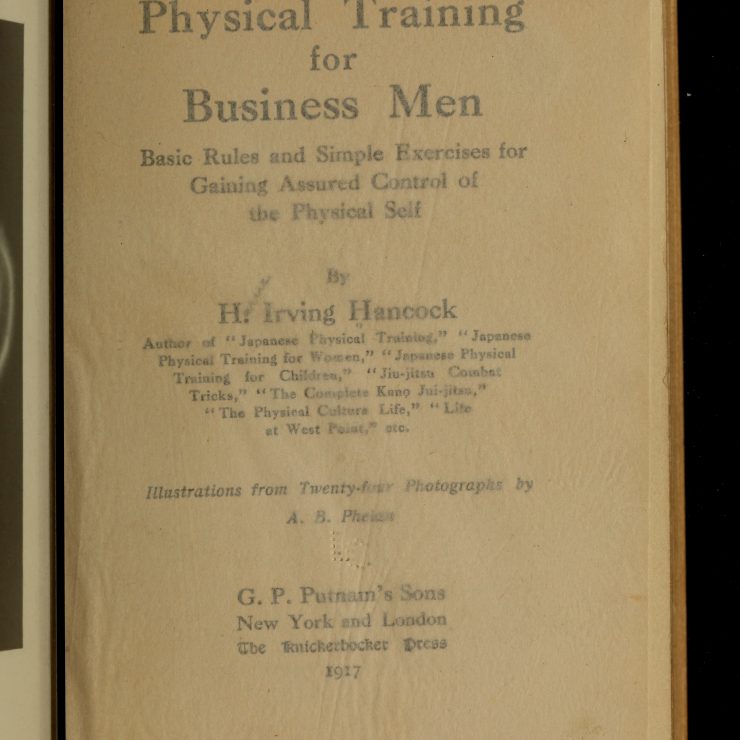 Physical Training
for
Business Men
Basic Rules and Simple Exercises for
Gaining Assured Control of
the Physical Self
By
H. Irving Hancock
Author of "Japanese Physical Training," "Japanese
Physical Training for Women," "Japanese Physical
Training for Children," "Jiu-jitsu Combat
Tricks," "The Complete Kano Jui-jitsu,"
"The Physical Culture Life," "Life
at West Point," etc.
Illustrations from Twenty-four Photographs by
A. B. Phelan
G. P. Putnam's Sons
New York and London
The Knickerbocker Press
1917